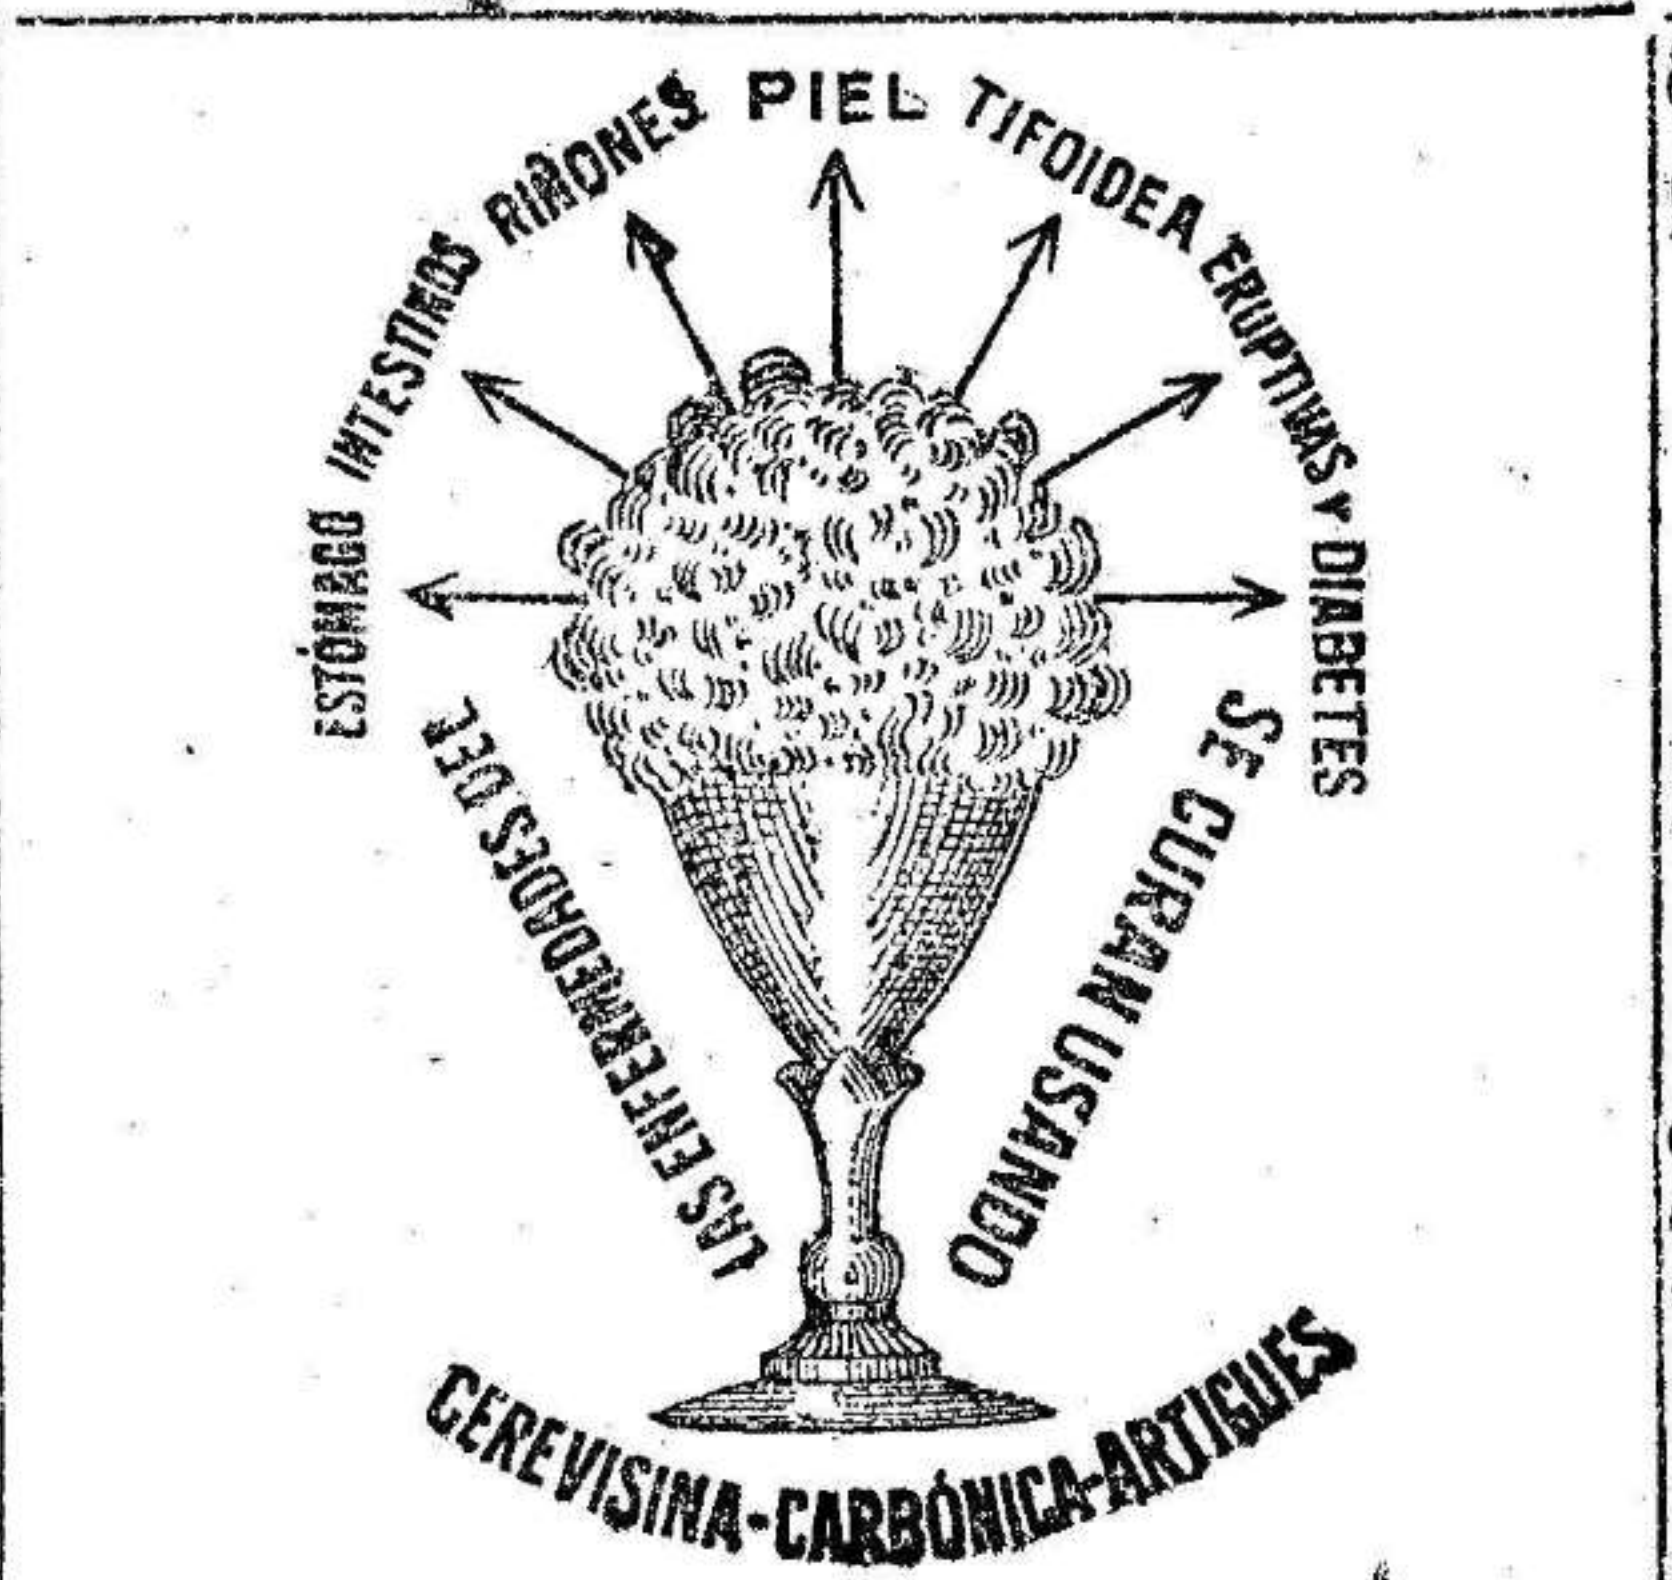 LAS ENFERMEDADES DEL
ESTÓMAGO INTESTINOS RIÑONES PIEL TIFOIDEA ERUPTIVAS Y DIABETES
SE CURAN USANDO
CEREVISINA-CARBÓNICA-ARTIGUES